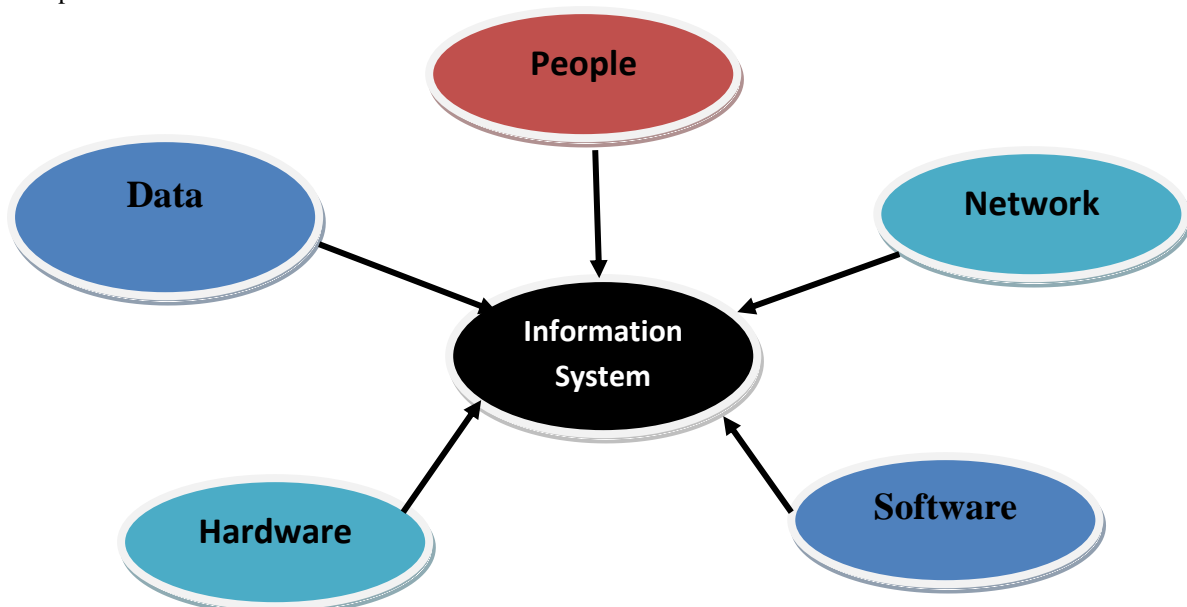 People
Data
Network
Information
System
Hardware
Software